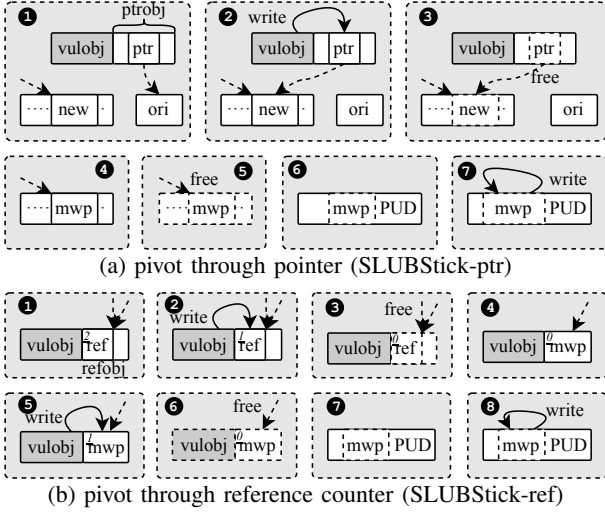 ❶ ptrobj
vulobj ptr
new ori
❷ write
vulobj ptr
new ori
❸
vulobj ptr
free
new ori
❹
mwp
free ❺
mwp
❻
mwp PUD
❼
write
mwp PUD
(a) pivot through pointer (SLUBStick-ptr)
❶
vulobj 2 ref
refobj
❷
write
vulobj 1 ref
❸ free
vulobj 0 ref
❹
vulobj 0 mwp
❺
write
vulobj 1 mwp
❻ free
vulobj 0 mwp
❼
mwp PUD
❽
write
mwp PUD
(b) pivot through reference counter (SLUBStick-ref)